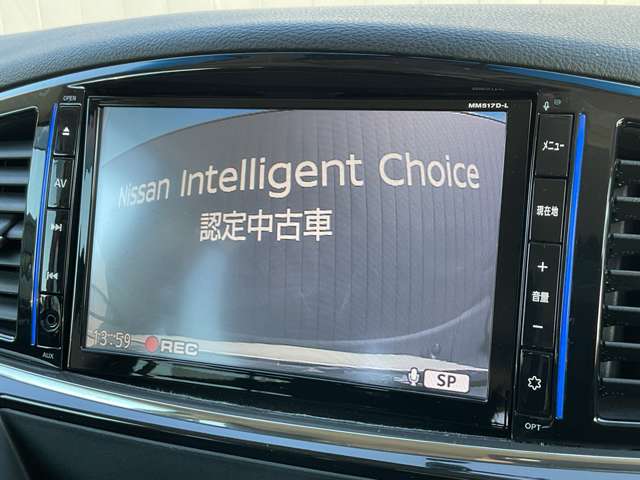 OPEN
MM517D-L
AV
メニュー
Nissan Intelligent Choice
認定中古車
現在地
音量
13:59
REC
SP
AUX
OPT